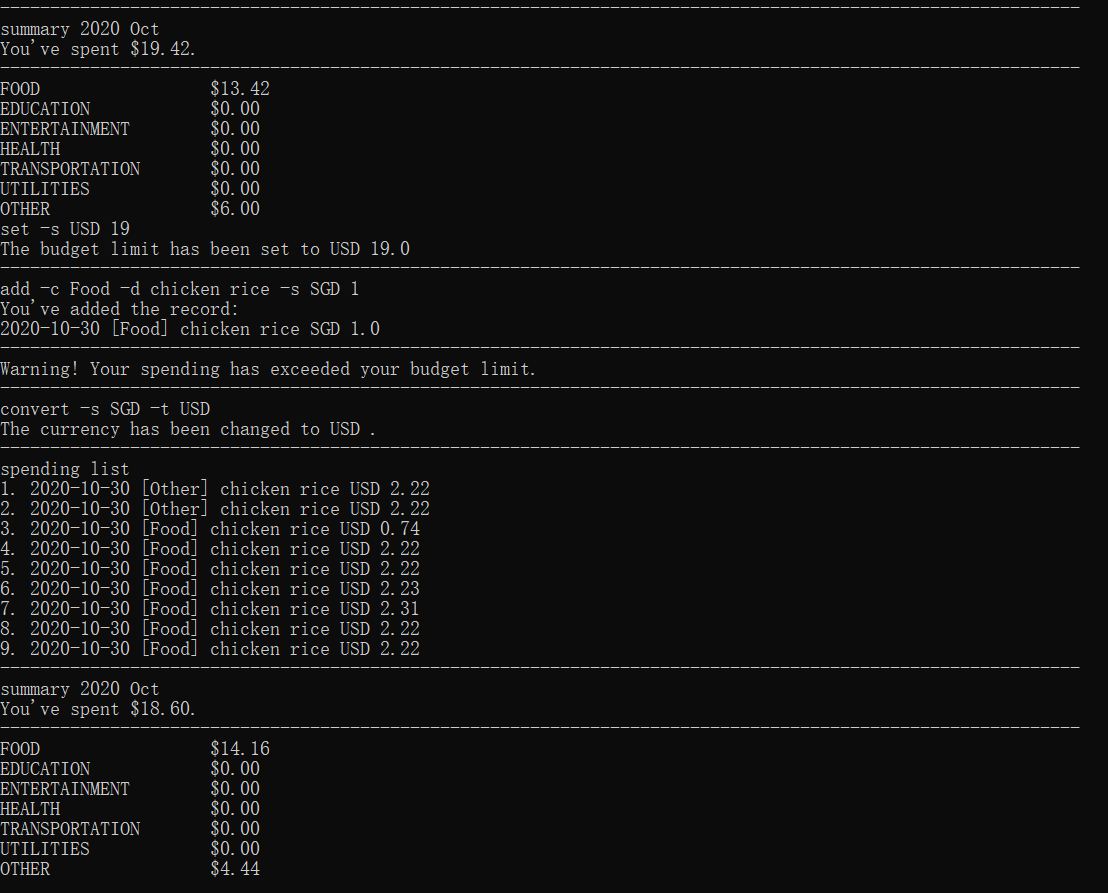 summary 2020 Oct
You've spent $19.42.
FOOD $13.42
EDUCATION $0.00
ENTERTAINMENT $0.00
HEALTH $0.00
TRANSPORTATION $0.00
UTILITIES $0.00
OTHER $6.00
set -s USD 19
The budget limit has been set to USD 19.0
add -c Food -d chicken rice -s SGD 1
You've added the record:
2020-10-30 [Food] chicken rice SGD 1.0
Warning! Your spending has exceeded your budget limit.
convert -s SGD -t USD
The currency has been changed to USD .
spending list
1. 2020-10-30 [Other] chicken rice USD 2.22
2. 2020-10-30 [Other] chicken rice USD 2.22
3. 2020-10-30 [Food] chicken rice USD 0.74
4. 2020-10-30 [Food] chicken rice USD 2.22
5. 2020-10-30 [Food] chicken rice USD 2.22
6. 2020-10-30 [Food] chicken rice USD 2.23
7. 2020-10-30 [Food] chicken rice USD 2.31
8. 2020-10-30 [Food] chicken rice USD 2.22
9. 2020-10-30 [Food] chicken rice USD 2.22
summary 2020 Oct
You've spent $18.60.
FOOD $14.16
EDUCATION $0.00
ENTERTAINMENT $0.00
HEALTH $0.00
TRANSPORTATION $0.00
UTILITIES $0.00
OTHER $4.44